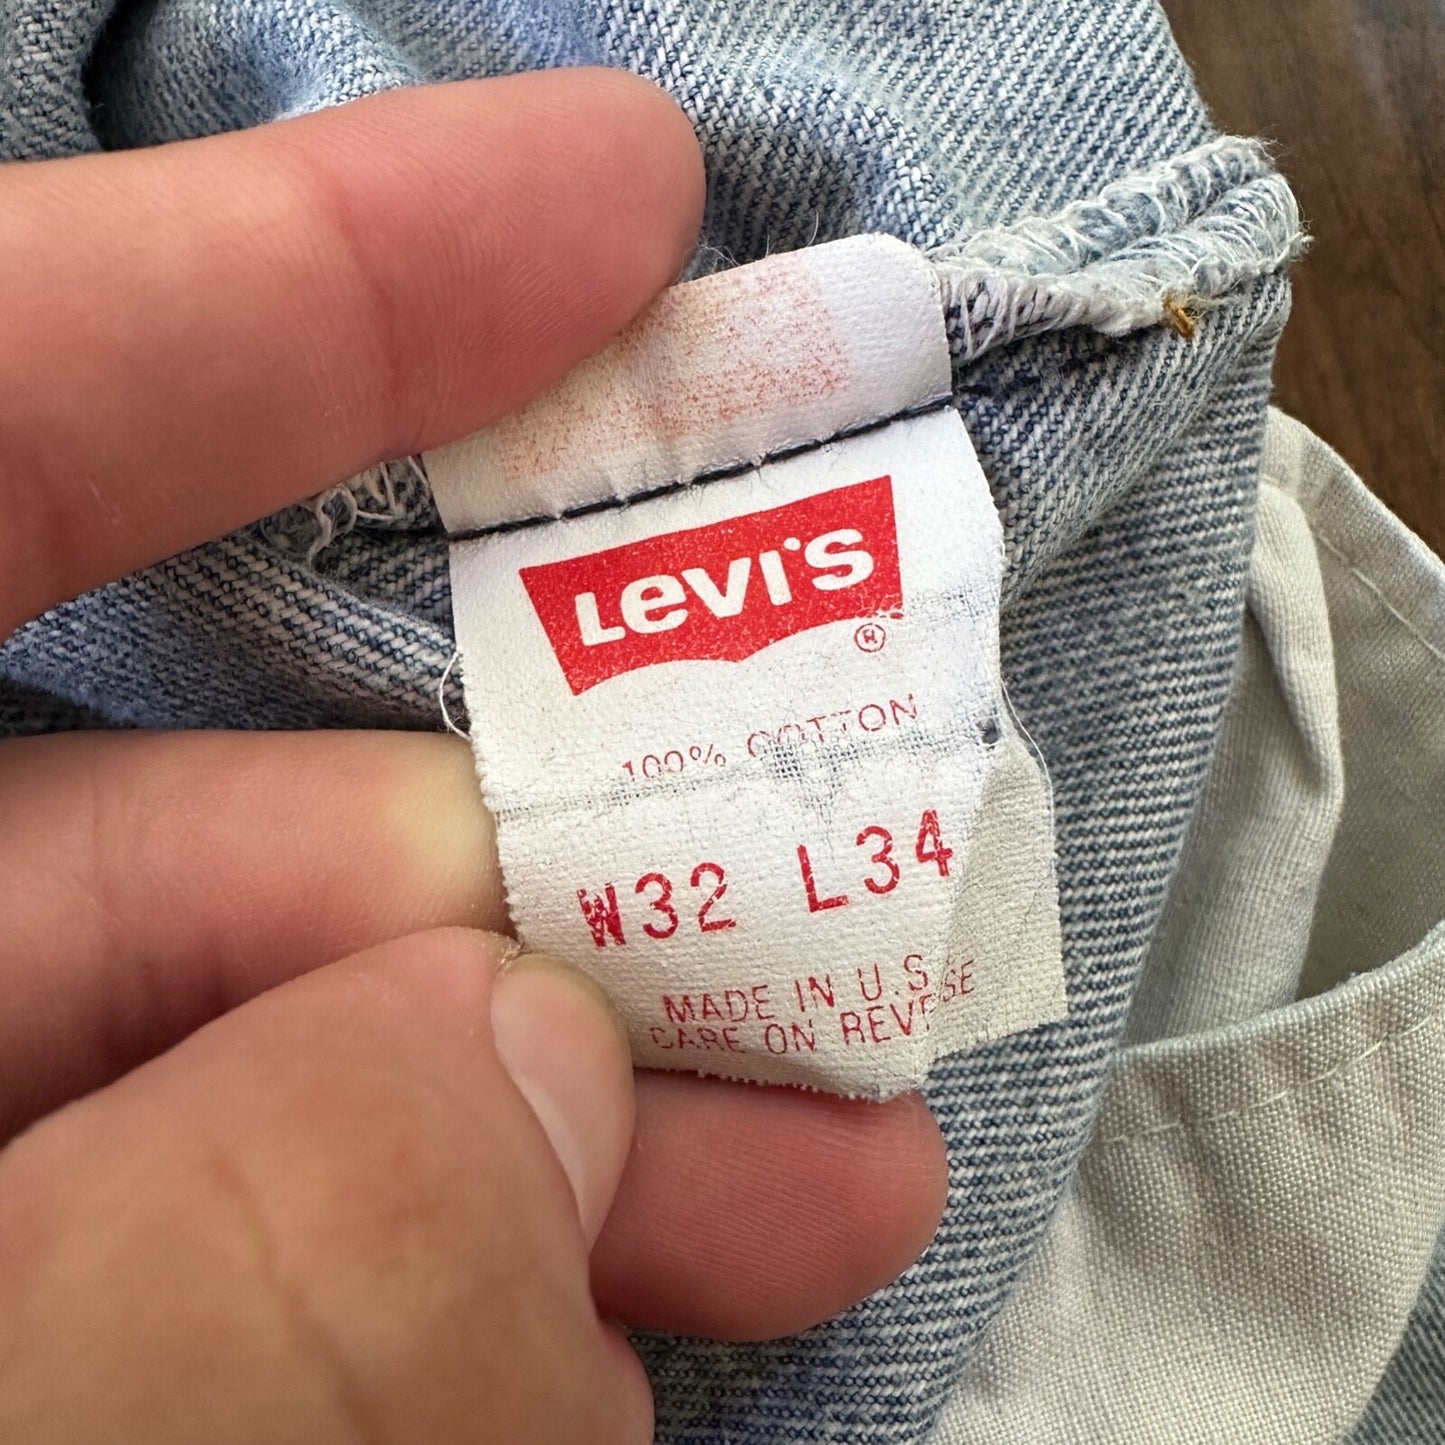 Levi's
®
100% COTTON
W32 L34
MADE IN U.S.
CARE ON REVERSE